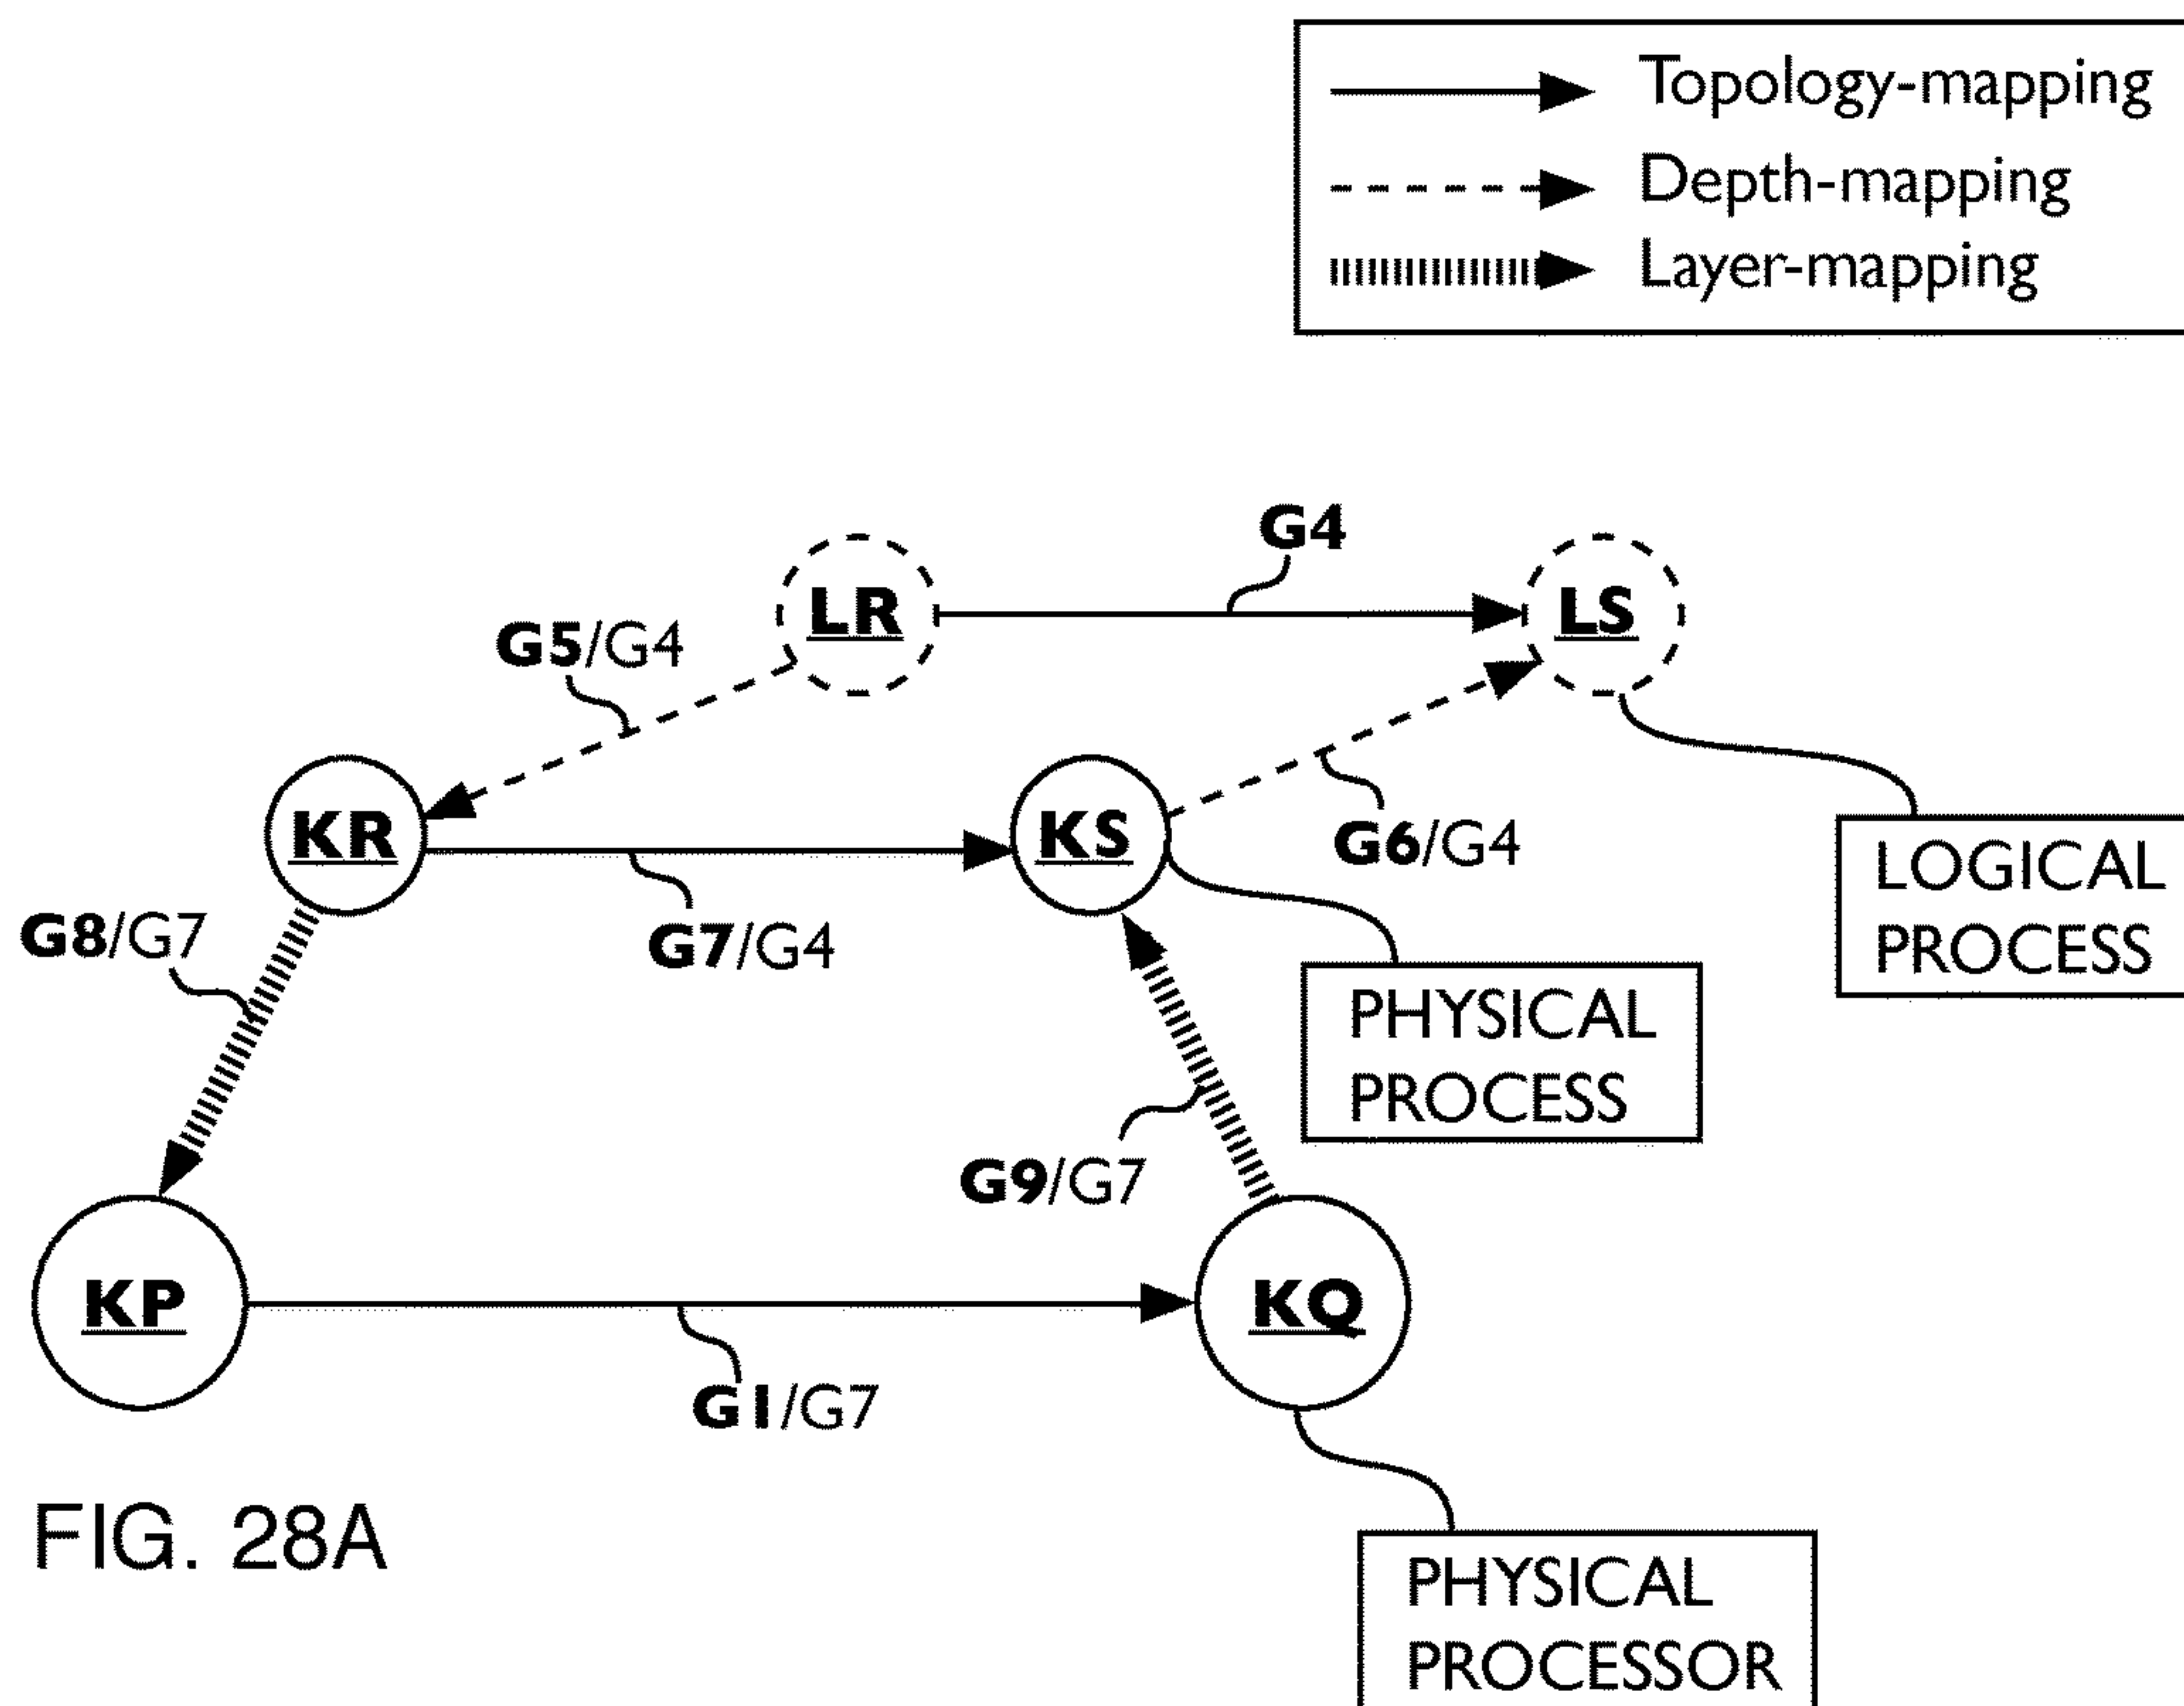 Topology-mapping
Depth-mapping
Layer-mapping
G4
LR
LS
G5/G4
KR
KS
G6/G4
LOGICAL
PROCESS
G8/G7
G7/G4
PHYSICAL
PROCESS
G9/G7
KP
KQ
G1/G7
FIG. 28A
PHYSICAL
PROCESSOR